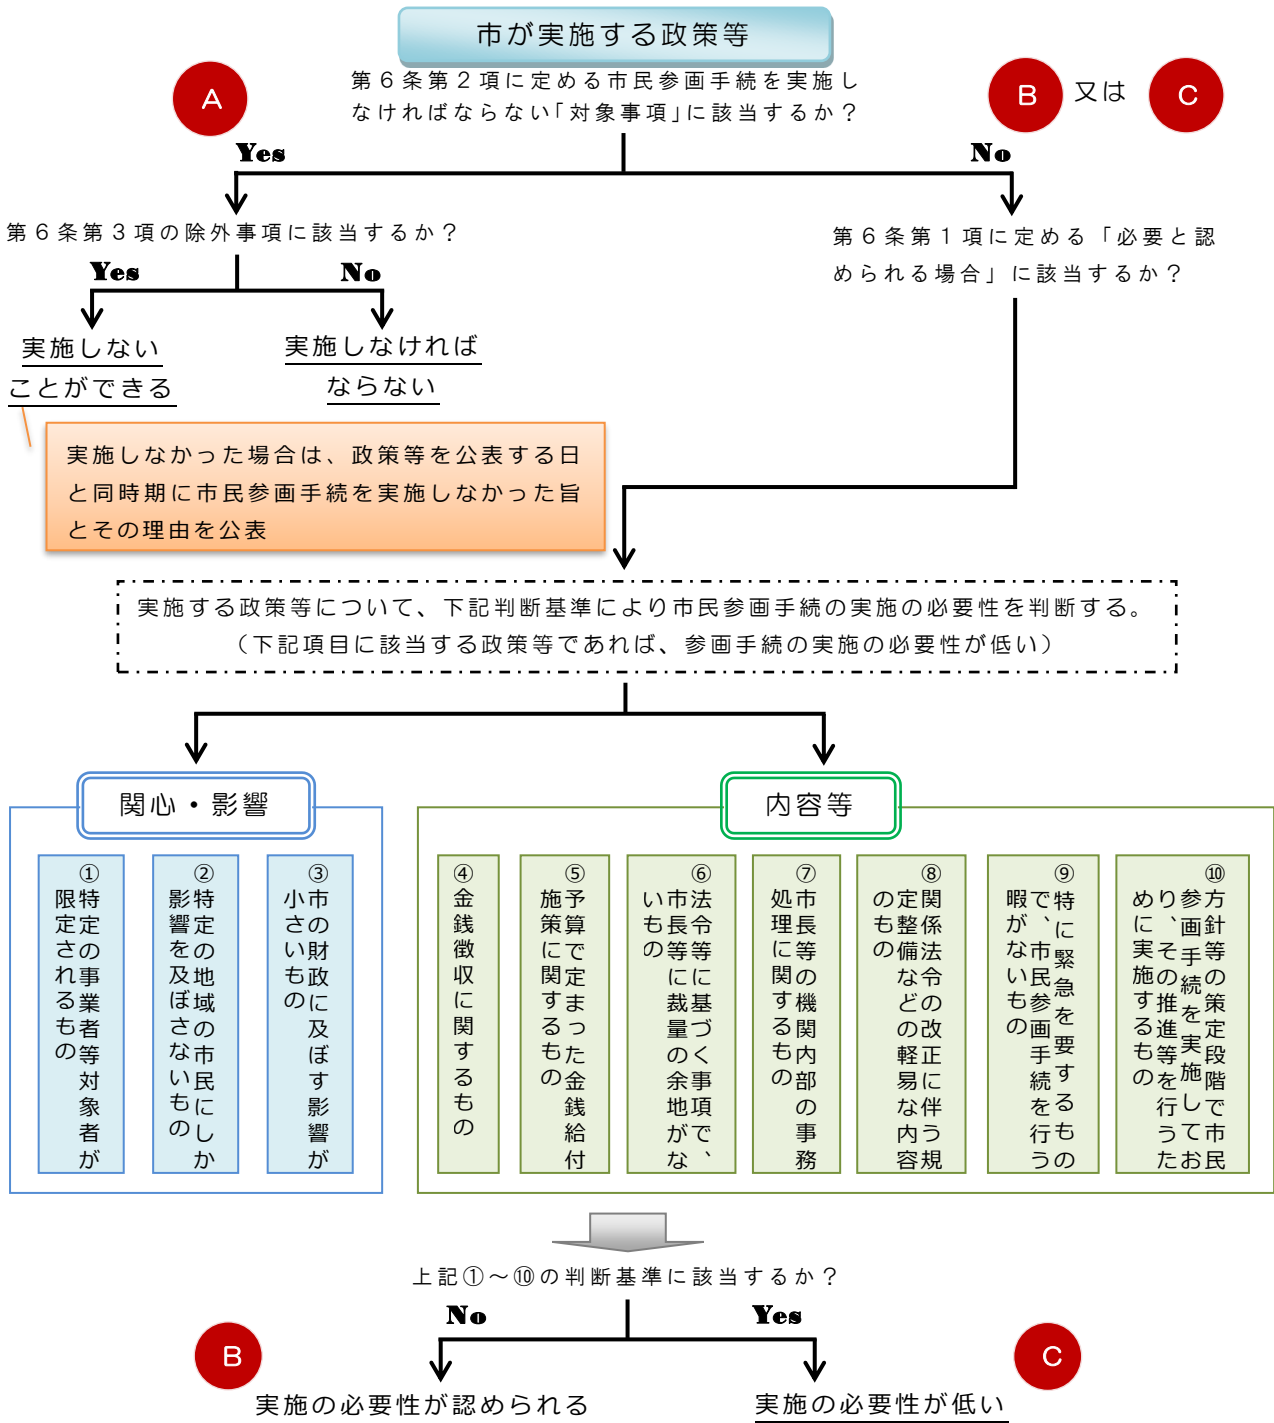 市が実施する政策等
A
第６条第２項に定める市民参画手続を実施し
なければならない「対象事項」に該当するか？
B 又は C
Yes
No
第６条第３項の除外事項に該当するか？
Yes
No
実施しない
ことができる
実施しなければ
ならない
第６条第１項に定める「必要と認
められる場合」に該当するか？
実施しなかった場合は、政策等を公表する日
と同時期に市民参画手続を実施しなかった旨
とその理由を公表
実施する政策等について、下記判断基準により市民参画手続の実施の必要性を判断する。
（下記項目に該当する政策等であれば、参画手続の実施の必要性が低い）
関心・影響
①特定の事業者等対象者が
限定されるもの
②特定の地域の市民にしか
影響を及ぼさないもの
③市の財政に及ぼす影響が
小さいもの
内容等
④金銭徴収に関するもの
⑤予算で定まった金銭給付
施策に関するもの
⑥法令等に基づく事項で、
市長等に裁量の余地がな
いもの
⑦市長等の機関内部の事務
処理に関するもの
⑧関係法令の改正に伴う規
定整備などの軽易な内容
のもの
⑨特に緊急を要するもの
で、市民参画手続を行う
暇がないもの
⑩方針等の策定段階で市民
参画手続を実施してお
り、その推進等を行うた
めに実施するもの
上記①～⑩の判断基準に該当するか？
No
Yes
B
C
実施の必要性が認められる
実施の必要性が低い